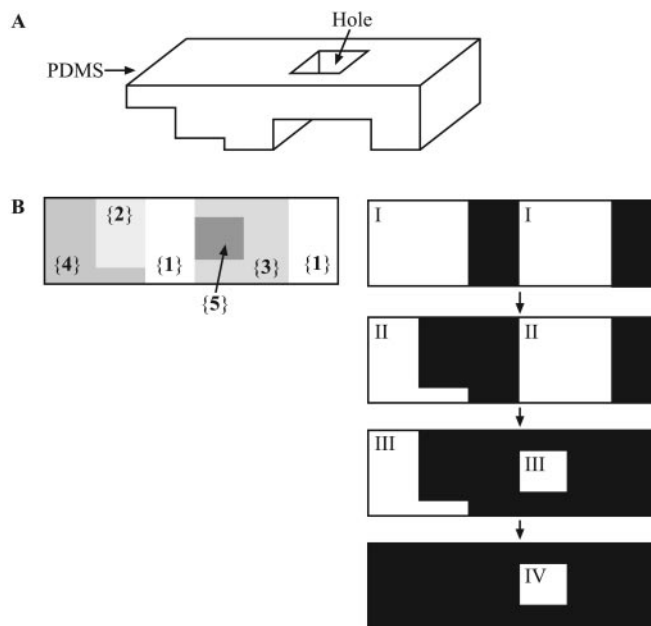 A
Hole
PDMS
B
{2}
{4}
{1}
{3}
{1}
{5}
I
I
II
II
III
III
IV